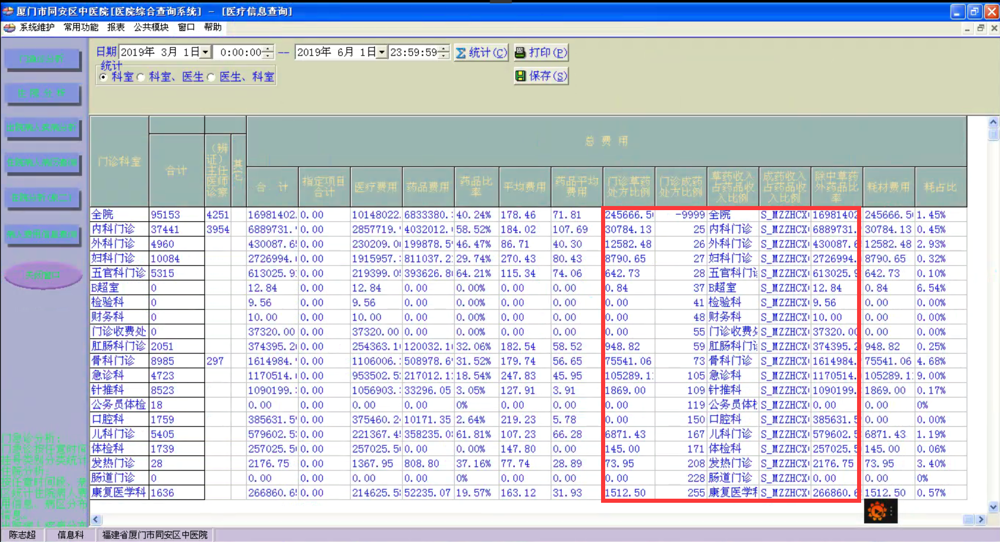 厦门市同安区中医院[医院综合查询系统] - [医疗信息查询]
系统维护 常用功能 报表 公共模块 窗口 帮助
日期 2019年 3月 1日 0:00:00 -- 2019年 6月 1日 23:59:59 统计(C) 打印(P)
统计
科室 科室、医生 医生、科室 保存(S)
总 费 用
门诊科室 合计 （辨证）主任医师诊察 其它 合 计 指定项目合计 医疗费用 药品费用 药品比率 平均费用 药品平均费用 门诊草药处方比例 门诊成药处方比例 草药收入占药品收入比例 成药收入占药品收入比例 除中草药外药品比率 耗材费用 耗占比
全院 95153 4251 16981402. 0.00 10148022. 6833380. 40.24% 178.46 71.81 245666.5 -9999 全院 S_MZZHCX 16981402 245666.5 1.45%
内科门诊 37441 3954 6889731. 0.00 2857719. 4032012. 58.52% 184.02 107.69 30784.13 25 内科门诊 S_MZZHCX 6889731. 30784.13 0.45%
外科门诊 4960 430087.6 0.00 230209.0 199878.5 46.47% 86.71 40.30 12582.48 26 外科门诊 S_MZZHCX 430087.6 12582.48 2.93%
妇科门诊 10084 2726994. 0.00 1915957. 811037.2 29.74% 270.43 80.43 8790.65 27 妇科门诊 S_MZZHCX 2726994. 8790.65 0.32%
五官科门诊 5315 613025.9 0.00 219399.0 393626.8 64.21% 115.34 74.06 642.73 28 五官科门诊 S_MZZHCX 613025.9 642.73 0.10%
B超室 0 12.84 0.00 12.84 0.00 0.00% 0.00 0.00 0.84 37 B超室 S_MZZHCX 12.84 0.84 6.54%
检验科 0 9.56 0.00 9.56 0.00 0.00% 0.00 0.00 0.00 41 检验科 S_MZZHCX 9.56 0.00 0.00%
财务科 0 10.00 0.00 10.00 0.00 0.00% 0.00 0.00 0.00 48 财务科 S_MZZHCX 10.00 0.00 0.00%
门诊收费处 0 37320.00 0.00 37320.00 0.00 0.00% 0.00 0.00 0.00 55 门诊收费 S_MZZHCX 37320.00 0.00 0.00%
肛肠科门诊 2051 374395.2 0.00 254363.1 120032.1 32.06% 182.54 58.52 948.82 59 肛肠科门诊 S_MZZHCX 374395.2 948.82 0.25%
骨科门诊 8985 297 1614984. 0.00 1106006. 508978.6 31.52% 179.74 56.65 75541.06 73 骨科门诊 S_MZZHCX 1614984. 75541.06 4.68%
急诊科 4723 1170514. 0.00 953502.5 217012.1 18.54% 247.83 45.95 105289.1 105 急诊科 S_MZZHCX 1170514. 105289.1 9.00%
针推科 8523 1090199. 0.00 1056903. 33296.05 3.05% 127.91 3.91 1869.00 109 针推科 S_MZZHCX 1090199. 1869.00 0.17%
公务员体检 18 0.00 0.00 0.00 0.00 0% 0.00 0.00 0.00 119 公务员体检 S_MZZHCX 0.00 0.00 0%
口腔科 1759 385631.5 0.00 375460.2 10171.35 2.64% 219.23 5.78 0.00 150 口腔科 S_MZZHCX 385631.5 0.00 0.00%
儿科门诊 5405 579602.5 0.00 221367.4 358235.0 61.81% 107.23 66.28 6871.43 167 儿科门诊 S_MZZHCX 579602.5 6871.43 1.19%
体检科 1739 257025.5 0.00 257025.5 0.00 0.00% 147.80 0.00 145.00 171 体检科 S_MZZHCX 257025.5 145.00 0.06%
发热门诊 28 2176.75 0.00 1367.95 808.80 37.16% 77.74 28.89 73.95 208 发热门诊 S_MZZHCX 2176.75 73.95 3.40%
肠道门诊 0 0.00 0.00 0.00 0.00 0% 0.00 0.00 0.00 228 肠道门诊 S_MZZHCX 0.00 0.00 0%
康复医学科 1636 266860.6 0.00 214625.5 52235.07 19.57% 163.12 31.93 1512.50 255 康复医学科 S_MZZHCX 266860.6 1512.50 0.57%
陈志超 信息科 福建省厦门市同安区中医院